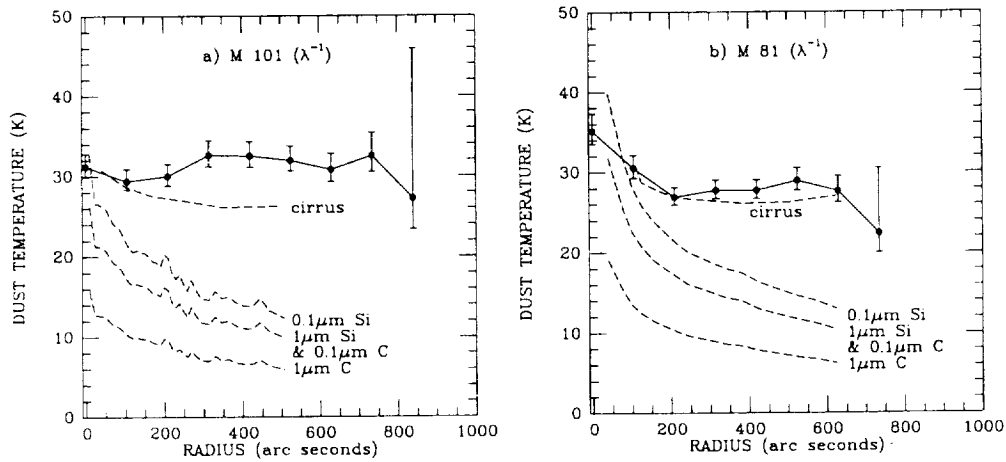 a) M 101 (λ⁻¹)
DUST TEMPERATURE (K)
50
40
30
20
10
0
cirrus
0.1μm Si
1μm Si
& 0.1μm C
1μm C
0
200
400
600
800
1000
RADIUS (arc seconds)
b) M 81 (λ⁻¹)
DUST TEMPERATURE (K)
50
40
30
20
10
0
cirrus
0.1μm Si
1μm Si
& 0.1μm C
1μm C
0
200
400
600
800
1000
RADIUS (arc seconds)